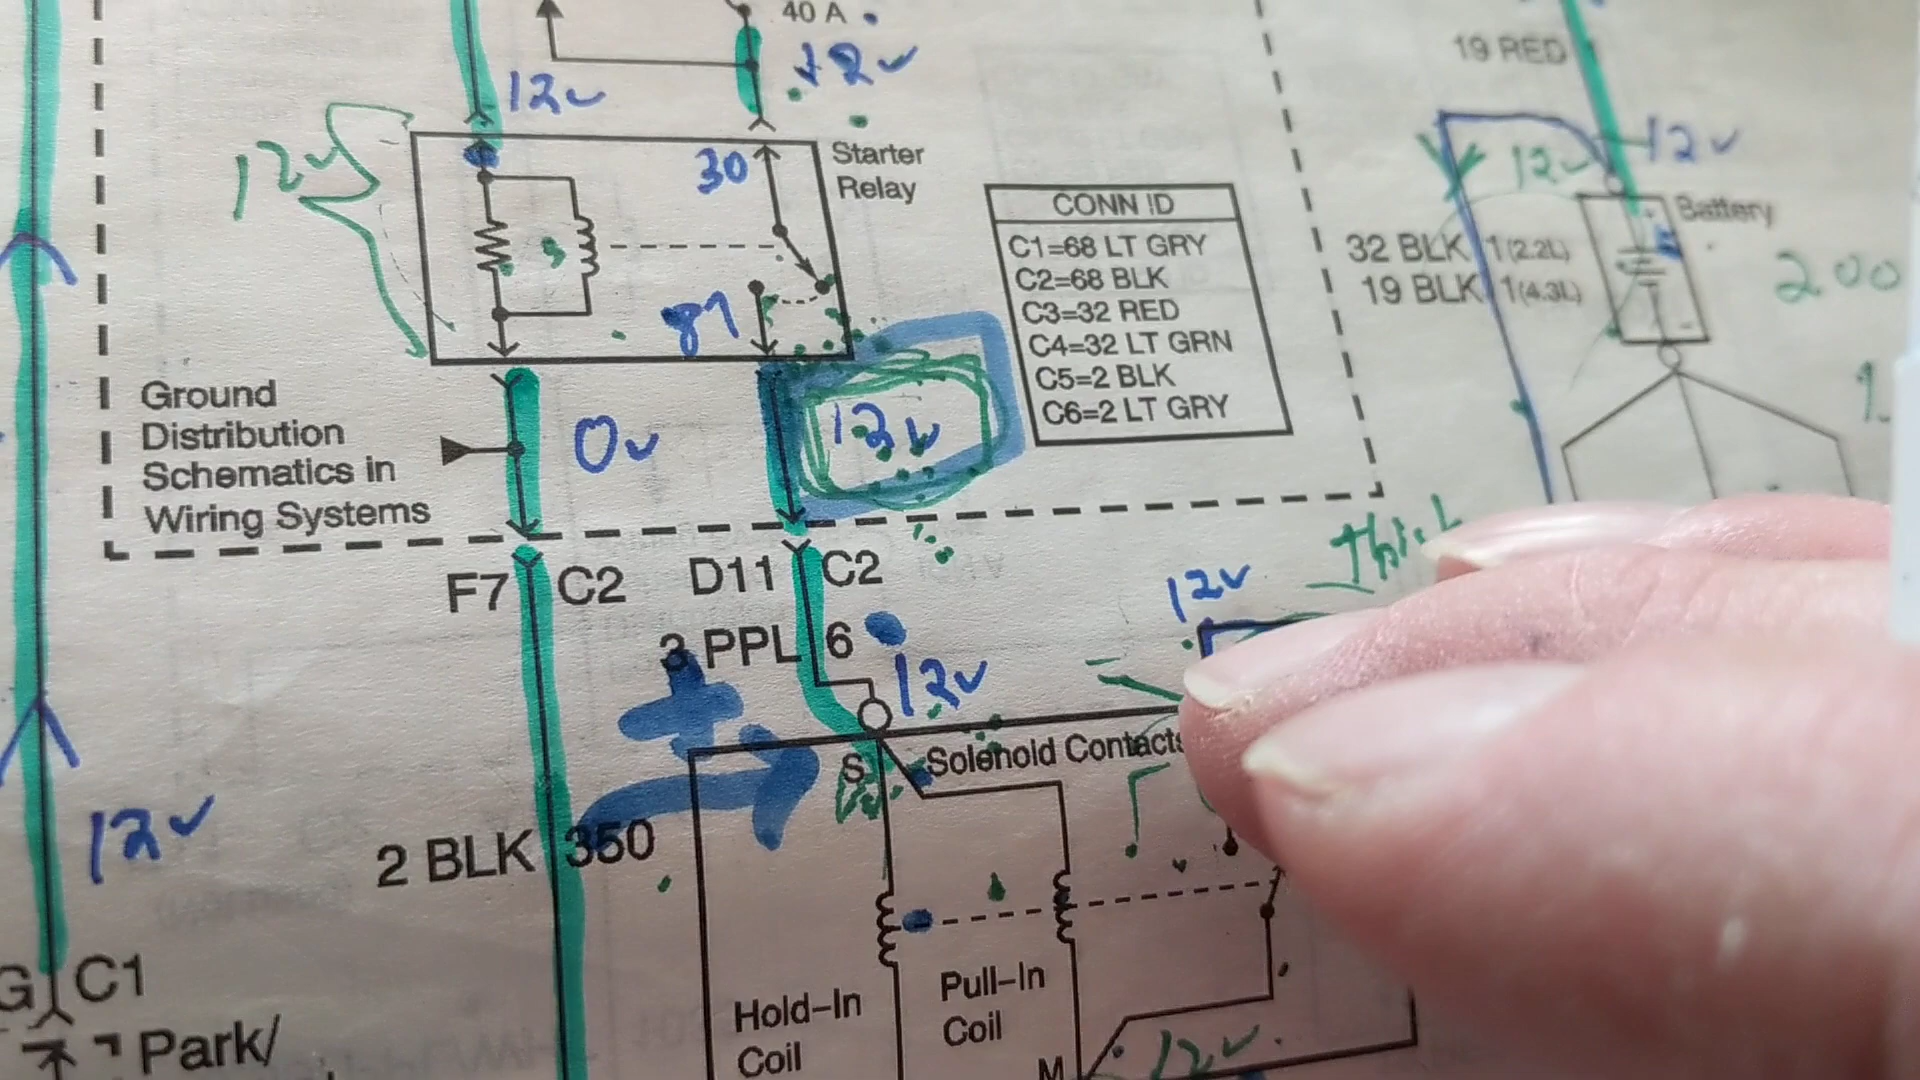 40 A
12v
12v
19 RED
12v
12v
12v
30
Starter
Relay
Battery
CONN ID
C1=68 LT GRY
C2=68 BLK
C3=32 RED
C4=32 LT GRN
C5=2 BLK
C6=2 LT GRY
32 BLK 1(2.2L)
19 BLK 1(4.3L)
200
87
Ground
Distribution
Schematics in
Wiring Systems
0v
12v
F7 C2
D11 C2
12v
3 PPL 6
12v
+
S
Solenoid Contacts
12v
2 BLK 350
G C1
Park/
Hold-In
Coil
Pull-In
Coil
M
12v